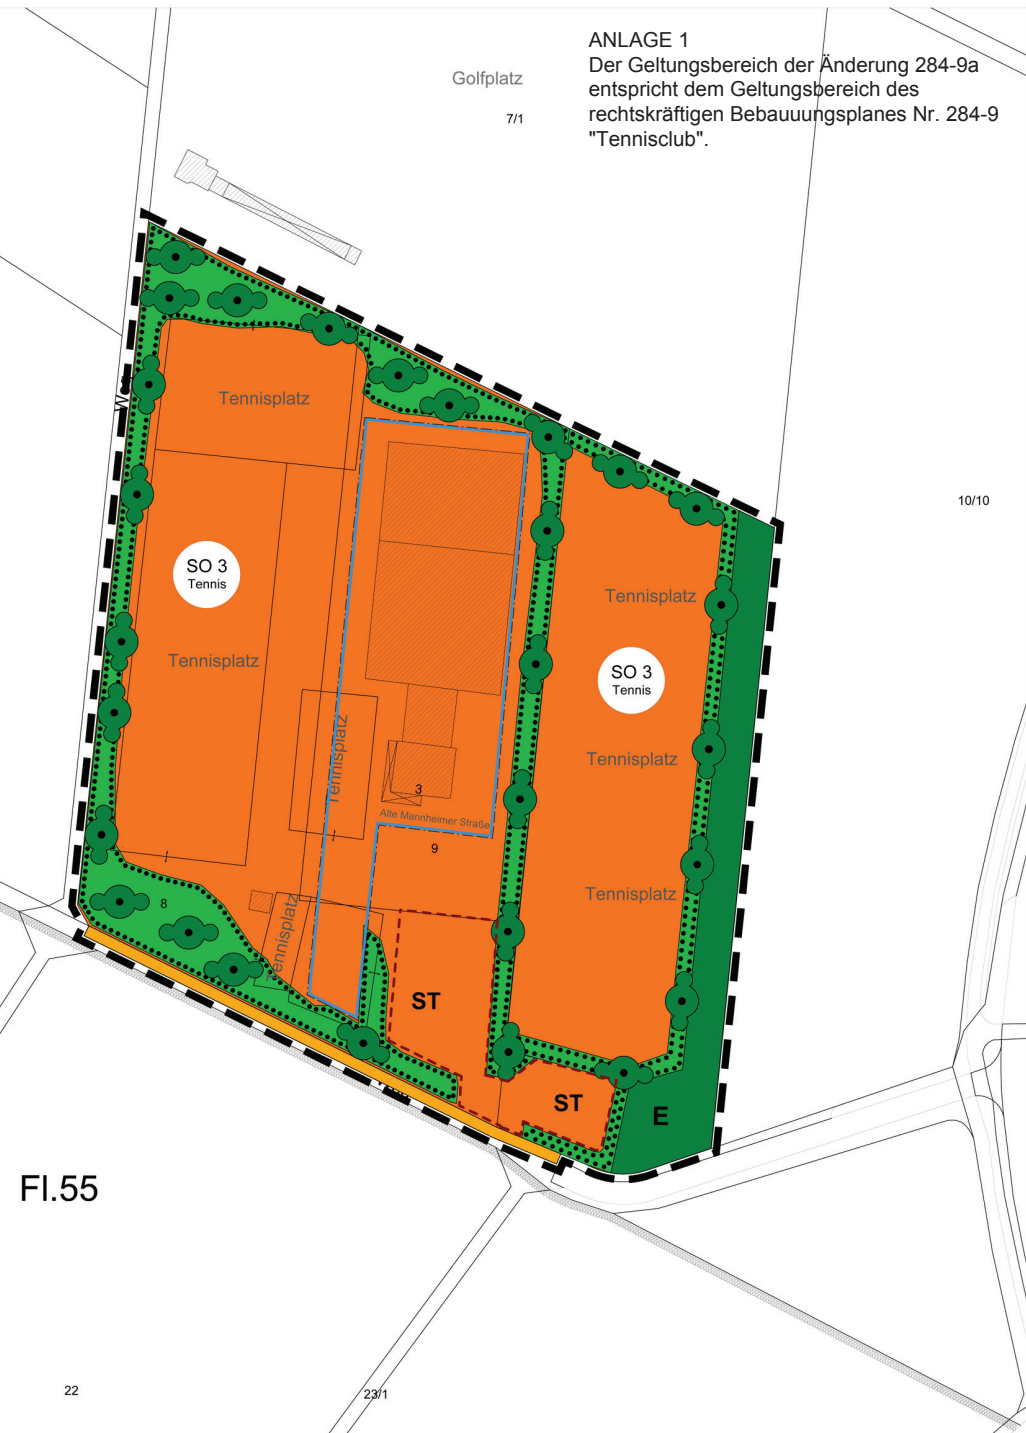 ANLAGE 1
Der Geltungsbereich der Änderung 284-9a
entspricht dem Geltungsbereich des
rechtskräftigen Bebauuungsplanes Nr. 284-9
"Tennisclub".
Golfplatz
7/1
Tennisplatz
10/10
SO 3
Tennis
Tennisplatz
Tennisplatz
SO 3
Tennis
Tennisplatz
Tennisplatz
3
Alte Mannheimer Straße
9
Tennisplatz
8
Tennisplatz
ST
ST
E
Fl.55
22
23/1